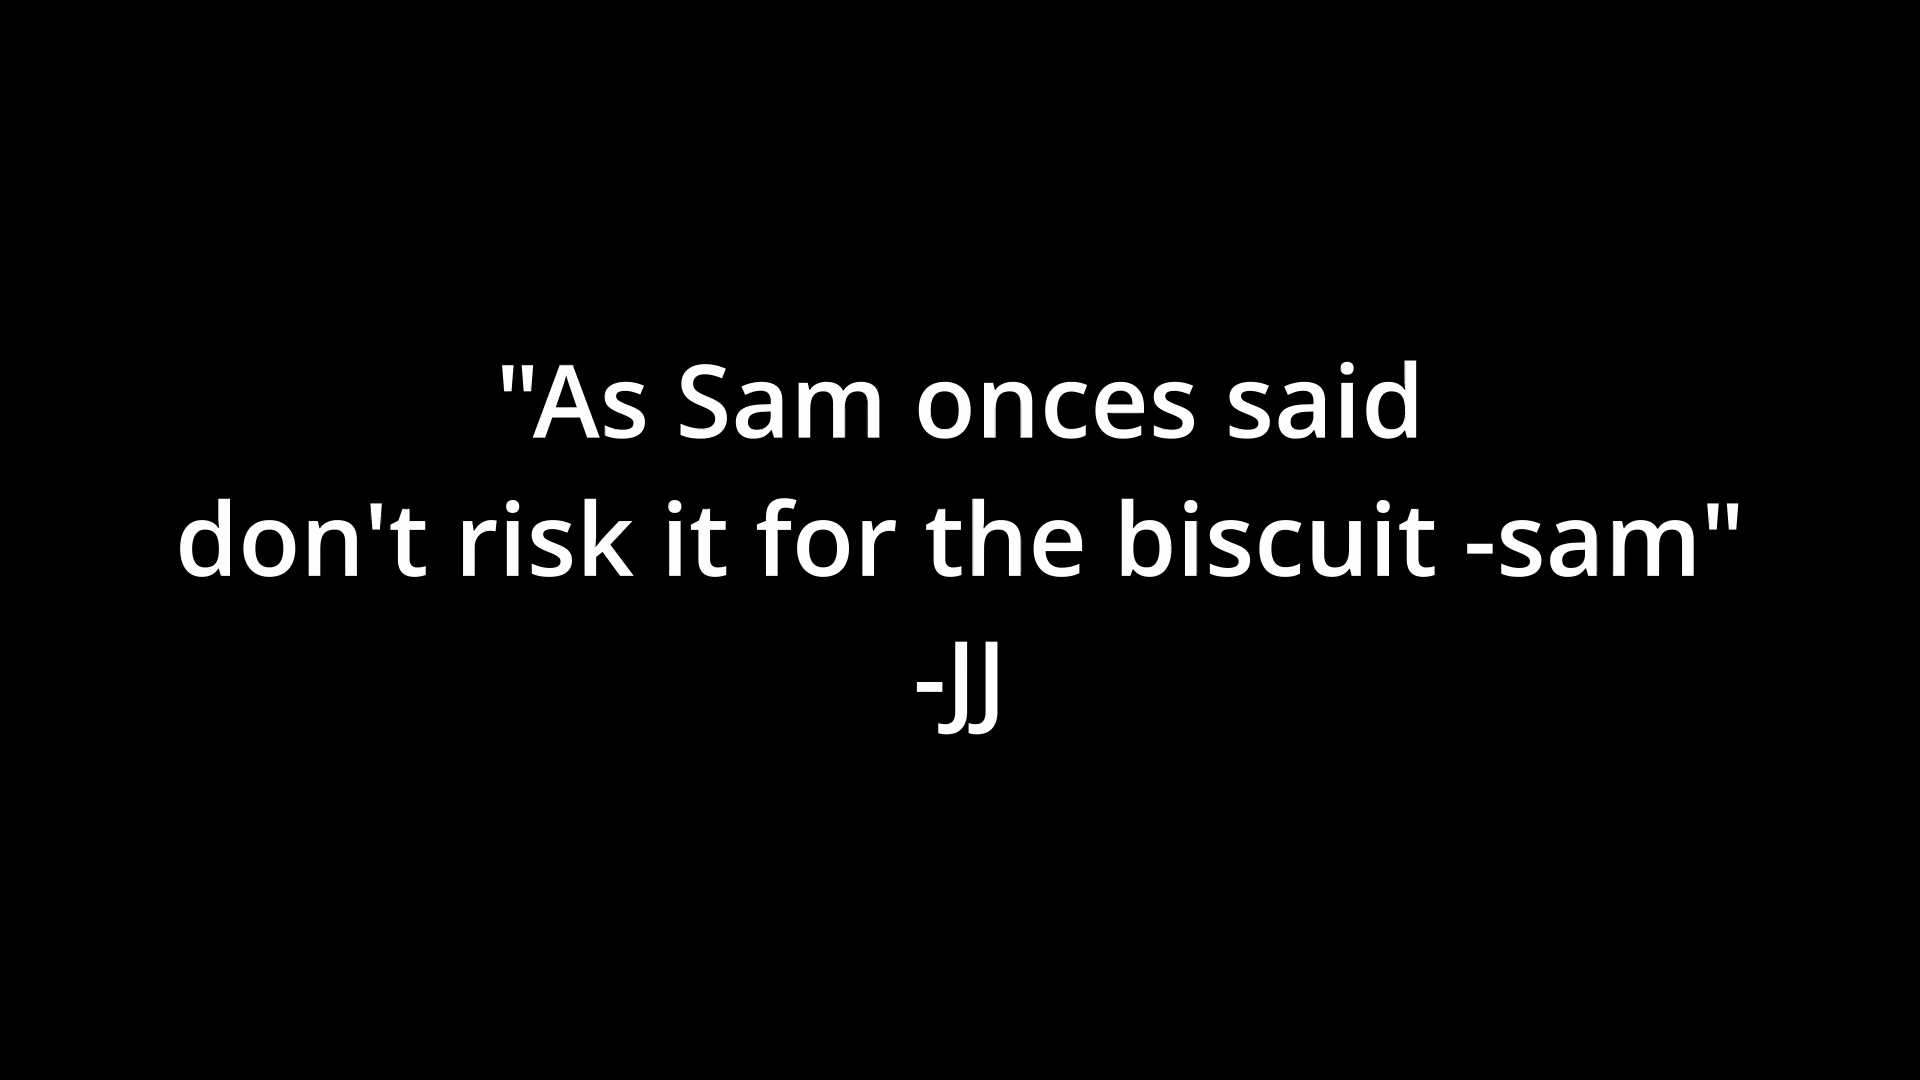 "As Sam onces said
don't risk it for the biscuit -sam"
-JJ